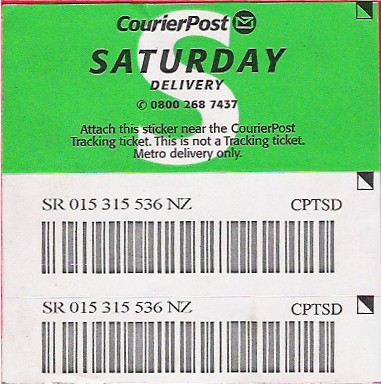 CourierPost
S
SATURDAY
DELIVERY
✆ 0800 268 7437
Attach this sticker near the CourierPost
Tracking ticket. This is not a Tracking ticket.
Metro delivery only.
SR 015 315 536 NZ CPTSD
SR 015 315 536 NZ CPTSD